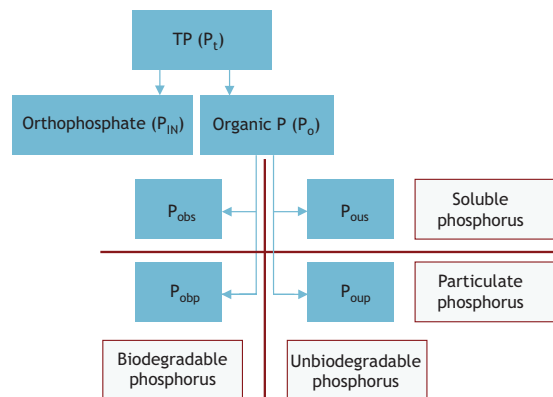 TP (Pt)
Orthophosphate (PIN)
Organic P (Po)
Pobs
Pous
Soluble
phosphorus
Pobp
Poup
Particulate
phosphorus
Biodegradable
phosphorus
Unbiodegradable
phosphorus